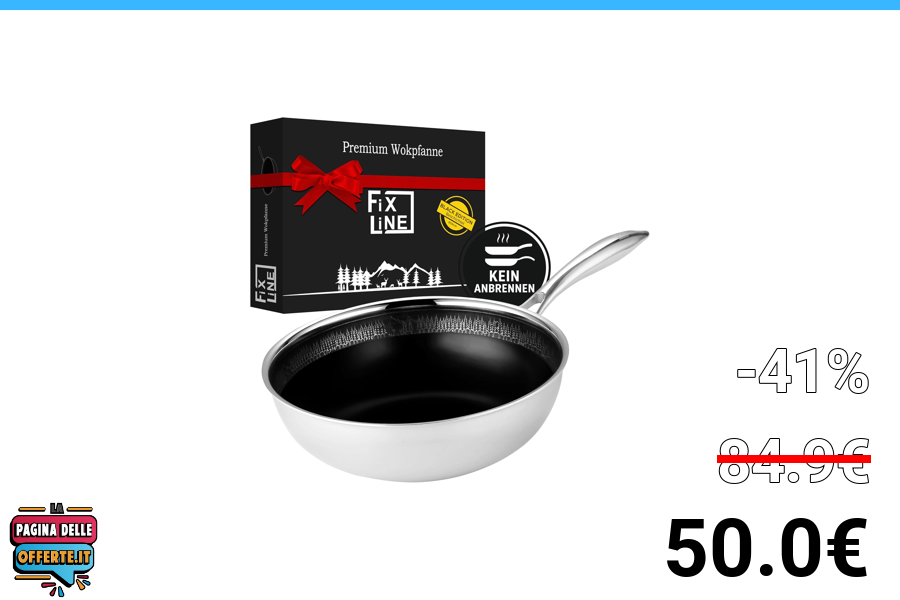 Premium Wokpfanne
FiX
LiNE
BLACK EDITION
Premium Wokpfanne
FiX
LiNE
KEIN
ANBRENNEN
-41%
84.9€
50.0€
LA
PAGINA DELLE
OFFERTE.IT